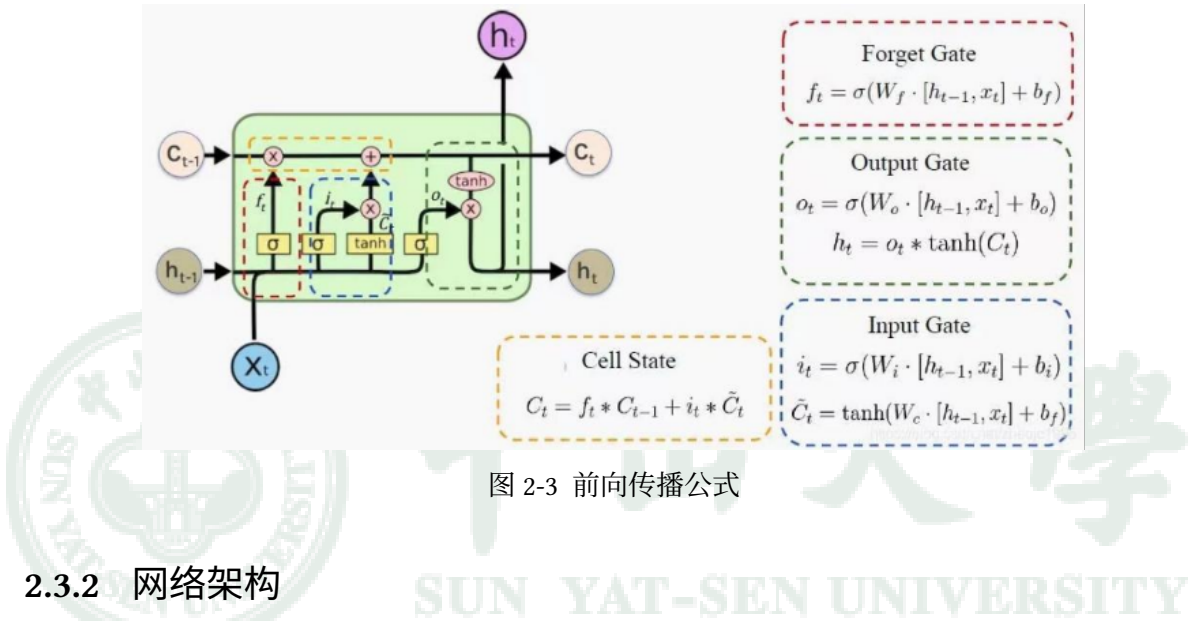 h_t
C_{t-1}
x
+
C_t
tanh
f_t
i_t
x
C̃_t
o_t
x
σ
σ
tanh
σ
h_{t-1}
h_t
X_t
Forget Gate
f_t = σ(W_f · [h_{t-1}, x_t] + b_f)
Output Gate
o_t = σ(W_o · [h_{t-1}, x_t] + b_o)
h_t = o_t * tanh(C_t)
Input Gate
i_t = σ(W_i · [h_{t-1}, x_t] + b_i)
C̃_t = tanh(W_c · [h_{t-1}, x_t] + b_f)
Cell State
C_t = f_t * C_{t-1} + i_t * C̃_t
图 2-3 前向传播公式
2.3.2 网络架构
SUN YAT-SEN UNIVERSITY